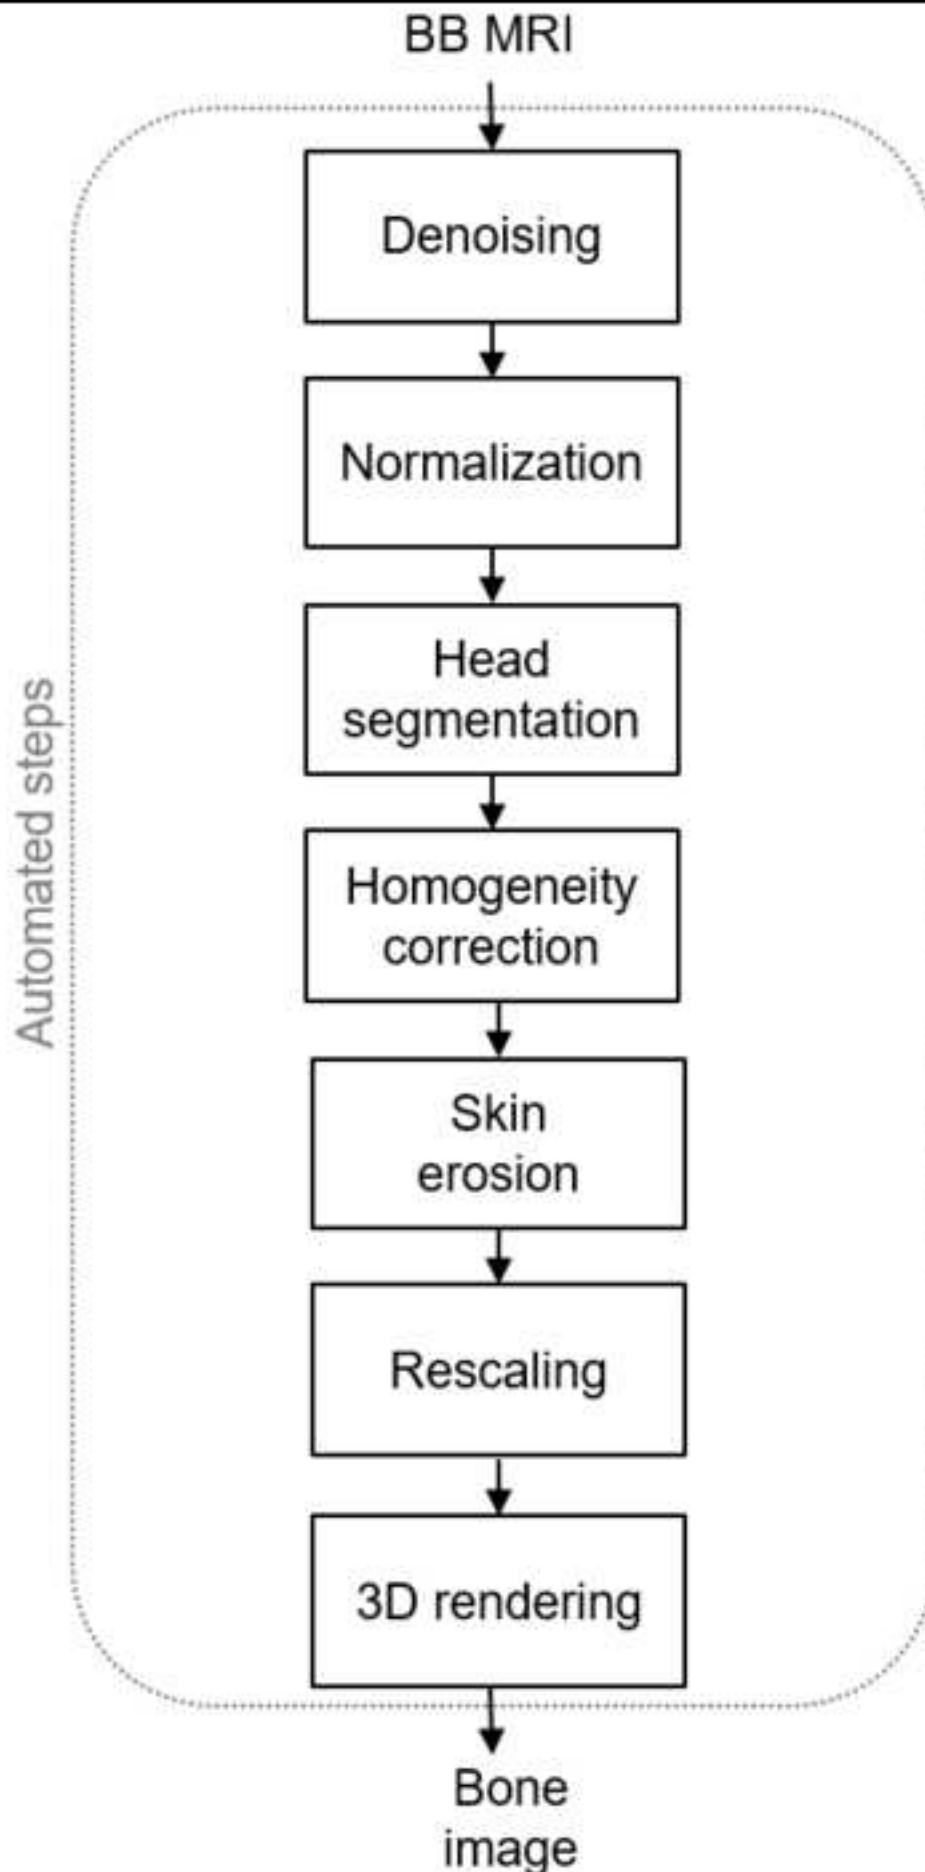 BB MRI
Denoising
Normalization
Head
segmentation
Homogeneity
correction
Skin
erosion
Rescaling
3D rendering
Bone
image
Automated steps